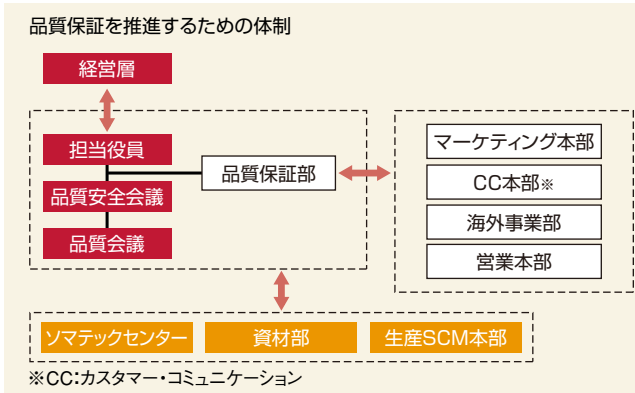 品質保証を推進するための体制
経営層
担当役員
品質安全会議
品質会議
品質保証部
マーケティング本部
CC本部※
海外事業部
営業本部
ソマテックセンター
資材部
生産SCM本部
※CC:カスタマー・コミュニケーション